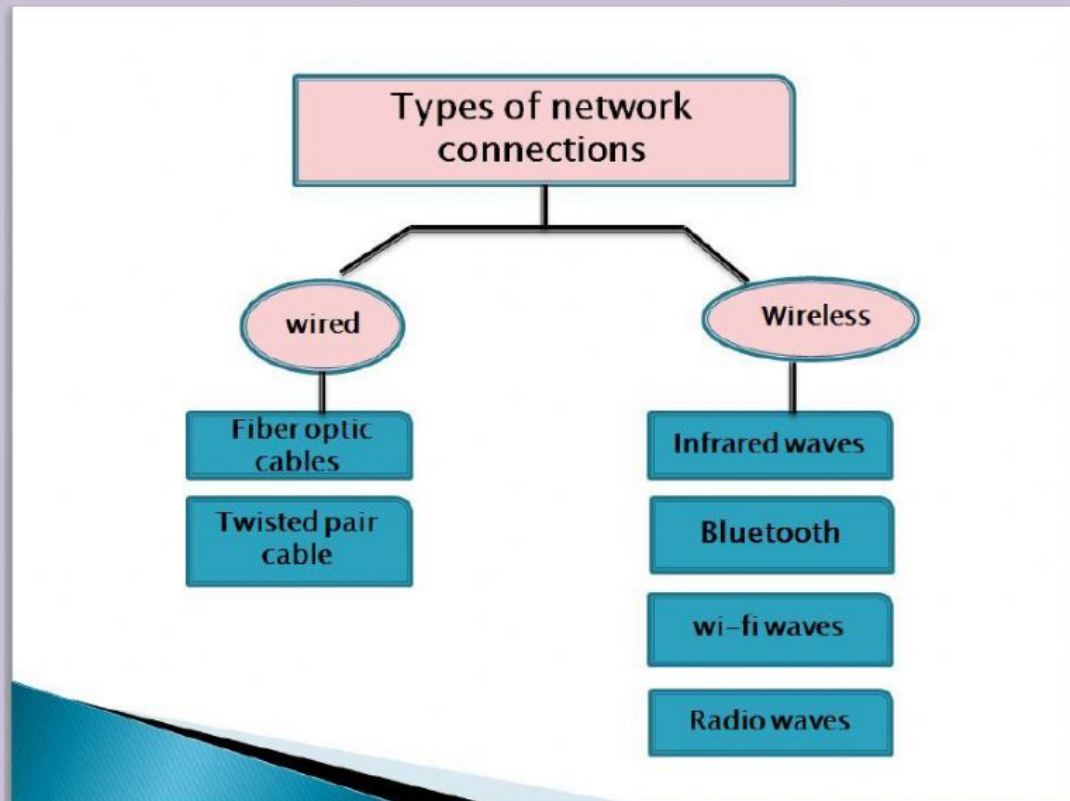 Types of network
connections
wired
Wireless
Fiber optic
cables
Twisted pair
cable
Infrared waves
Bluetooth
wi-fi waves
Radio waves